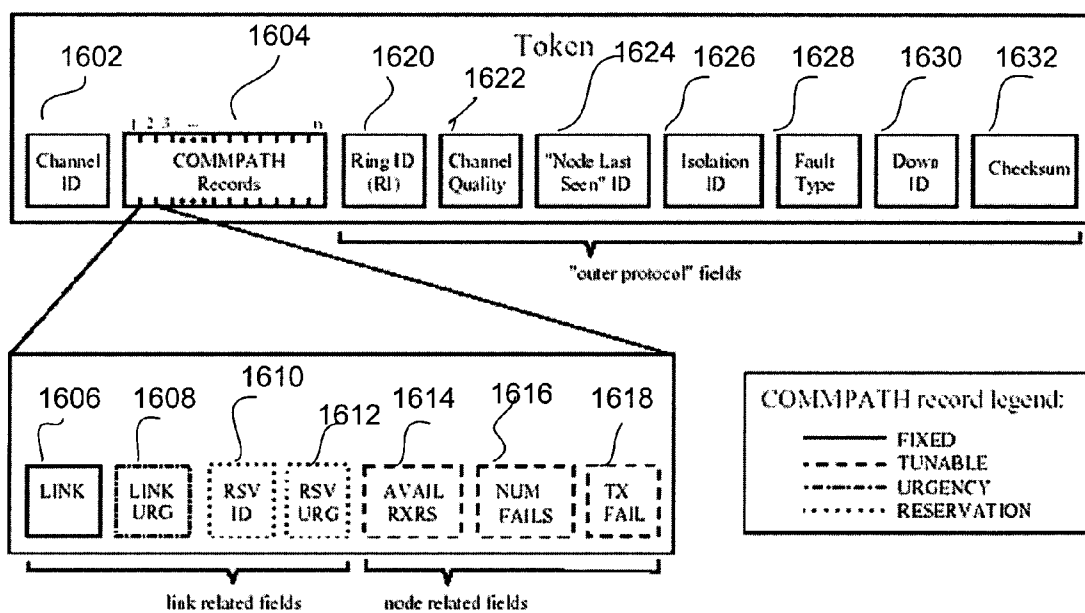 Token
1602
1604
1620
1622
1624
1626
1628
1630
1632
1 2 3 ... n
Channel
ID
COMMPATH
Records
Ring ID
(RI)
Channel
Quality
"Node Last
Seen" ID
Isolation
ID
Fault
Type
Down
ID
Checksum
"outer protocol" fields
1606
1608
1610
1612
1614
1616
1618
LINK
LINK
URG
RSV
ID
RSV
URG
AVAIL
RXRS
NUM
FAILS
TX
FAIL
link related fields
node related fields
COMMPATH record legend:
FIXED
TUNABLE
URGENCY
RESERVATION